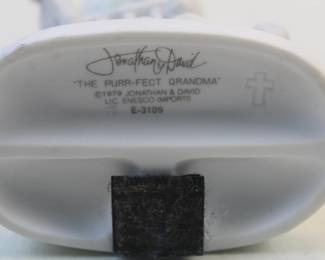 Jonathan & David
"THE PURR-FECT GRANDMA"
©1979 JONATHAN & DAVID
LIC. ENESCO IMPORTS
E-3109